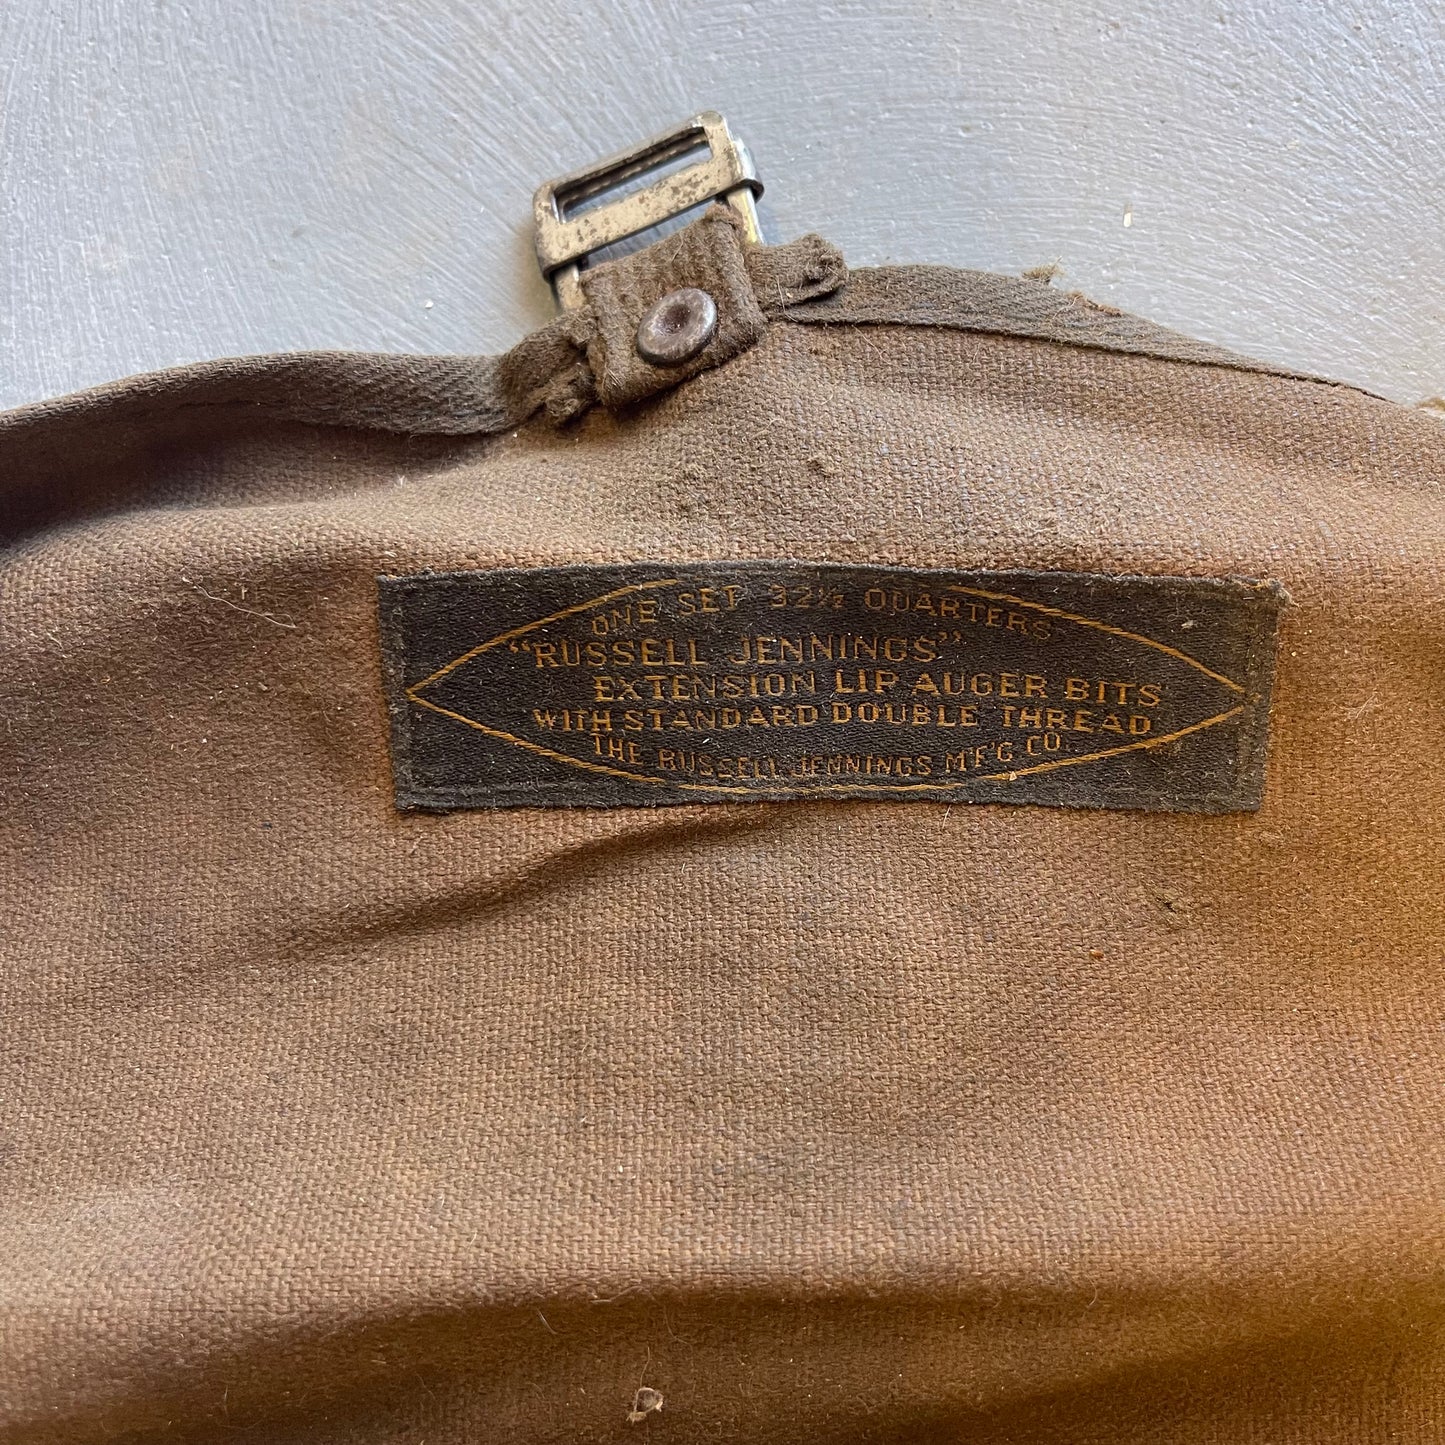 ONE SET 32½ QUARTERS
“RUSSELL JENNINGS”
EXTENSION LIP AUGER BITS
WITH STANDARD DOUBLE THREAD
THE RUSSELL JENNINGS M'F'G CO.